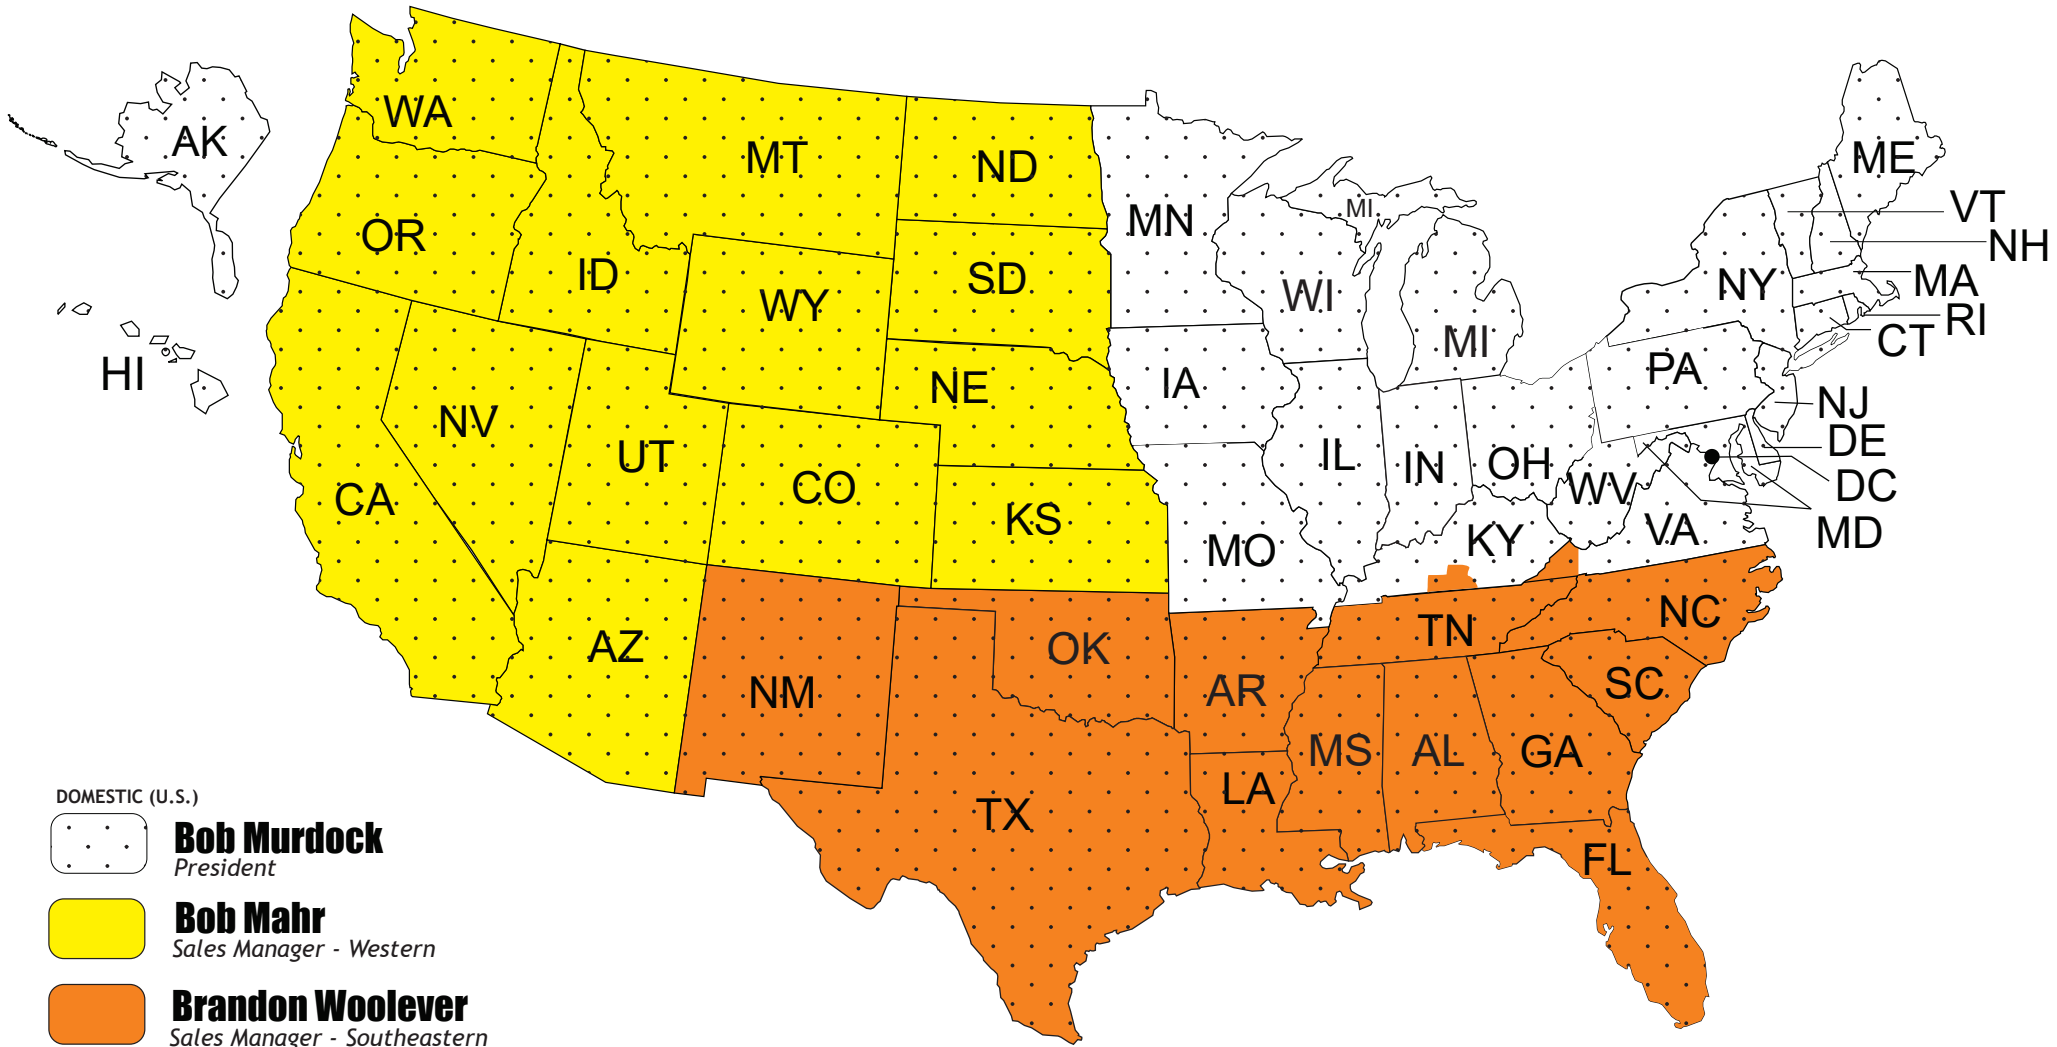 WA
AK
MT
ME
ND
MN
MI
VT
OR
NH
ID
SD
NY
MA
WY
WI
RI
MI
CT
HI
IA
PA
NE
NJ
NV
DE
UT
IL
IN
OH
CO
WV
DC
CA
KS
VA
MD
MO
KY
NC
TN
AZ
OK
NM
AR
SC
MS
AL
GA
LA
TX
FL
DOMESTIC (U.S.)
Bob Murdock
President
Bob Mahr
Sales Manager - Western
Brandon Woolever
Sales Manager - Southeastern